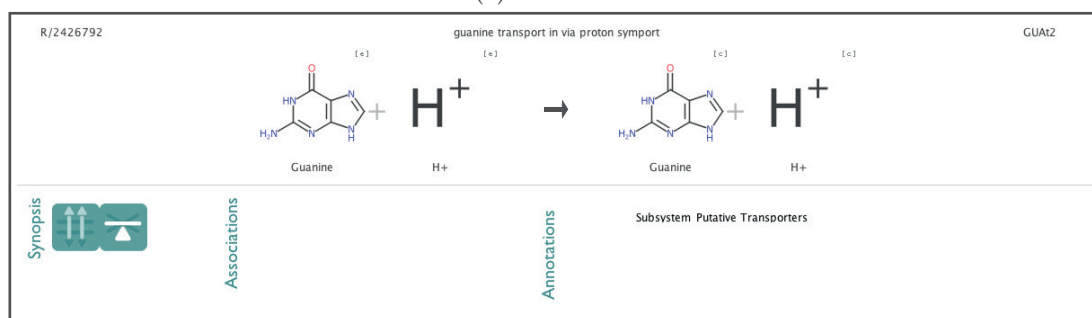 R/2426792 guanine transport in via proton symport GUAt2
[e] [e] [c] [c]
O O
HN N + H+ HN N + H+
H₂N N N H H₂N N N H
Guanine H+ Guanine H+
Synopsis
Associations
Annotations
Subsystem Putative Transporters